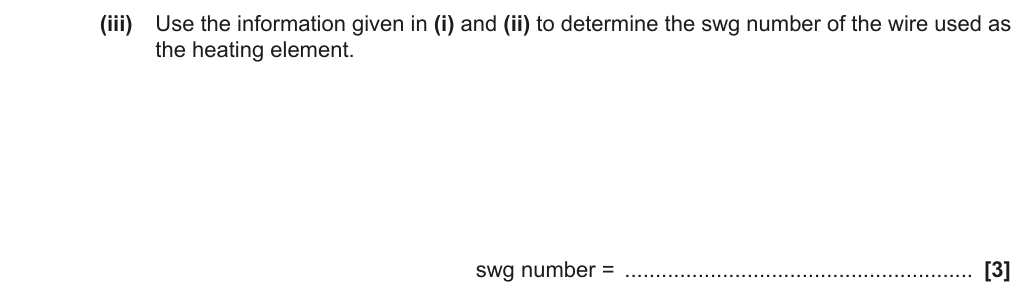 (iii) Use the information given in (i) and (ii) to determine the swg number of the wire used as
the heating element.
swg number = ......................................................... [3]